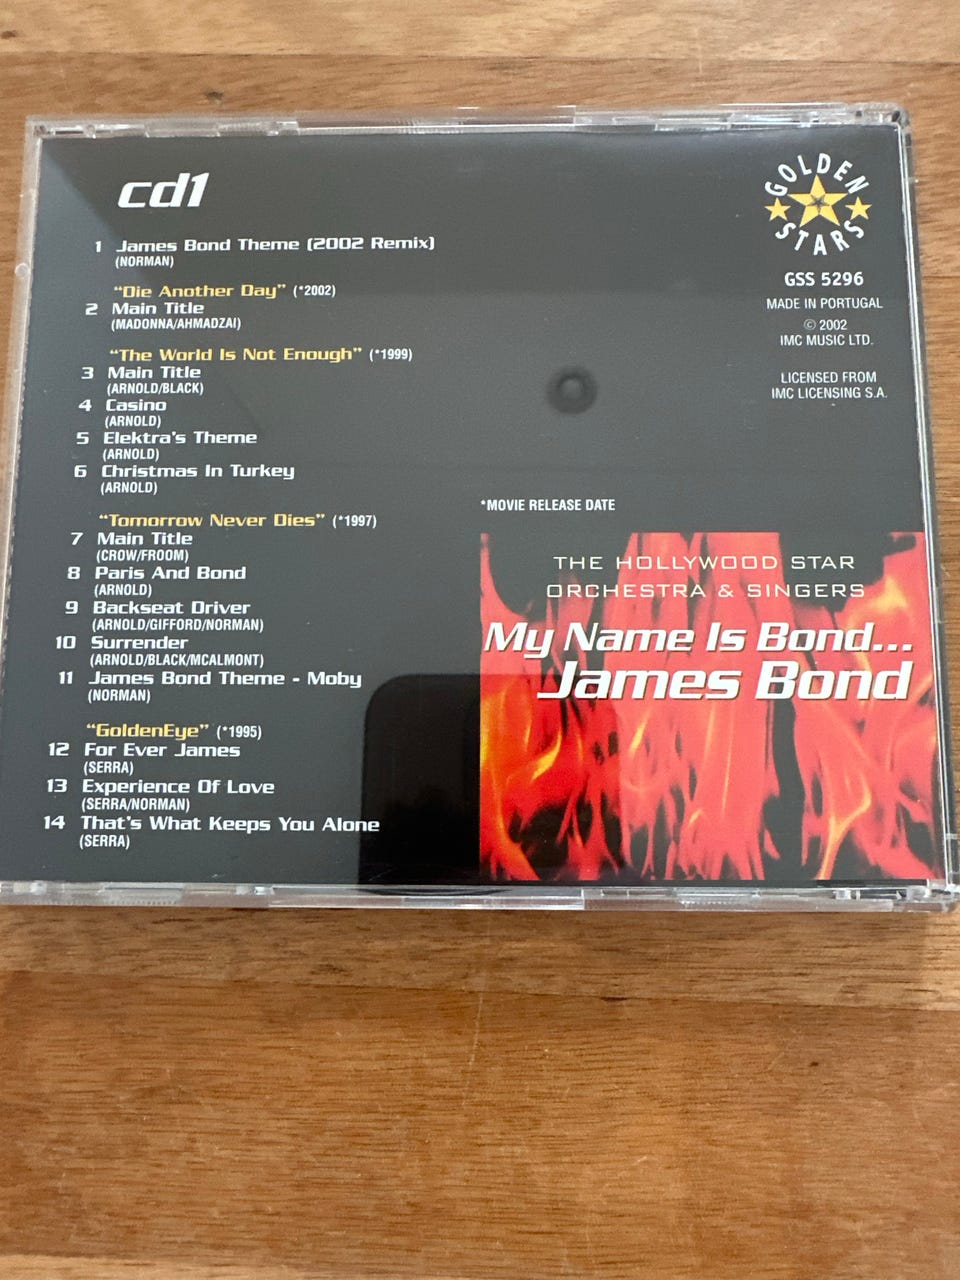 cd1
1 James Bond Theme (2002 Remix)
(NORMAN)
"Die Another Day" (*2002)
2 Main Title
(MADONNA/AHMADZAI)
"The World Is Not Enough" (*1999)
3 Main Title
(ARNOLD/BLACK)
4 Casino
(ARNOLD)
5 Elektra's Theme
(ARNOLD)
6 Christmas In Turkey
(ARNOLD)
"Tomorrow Never Dies" (*1997)
7 Main Title
(CROW/FROOM)
8 Paris And Bond
(ARNOLD)
9 Backseat Driver
(ARNOLD/GIFFORD/NORMAN)
10 Surrender
(ARNOLD/BLACK/MCALMONT)
11 James Bond Theme - Moby
(NORMAN)
"GoldenEye" (*1995)
12 For Ever James
(SERRA)
13 Experience Of Love
(SERRA/NORMAN)
14 That's What Keeps You Alone
(SERRA)
GOLDEN
STARS
GSS 5296
MADE IN PORTUGAL
© 2002
IMC MUSIC LTD.
LICENSED FROM
IMC LICENSING S.A.
*MOVIE RELEASE DATE
THE HOLLYWOOD STAR
ORCHESTRA & SINGERS
My Name Is Bond...
James Bond